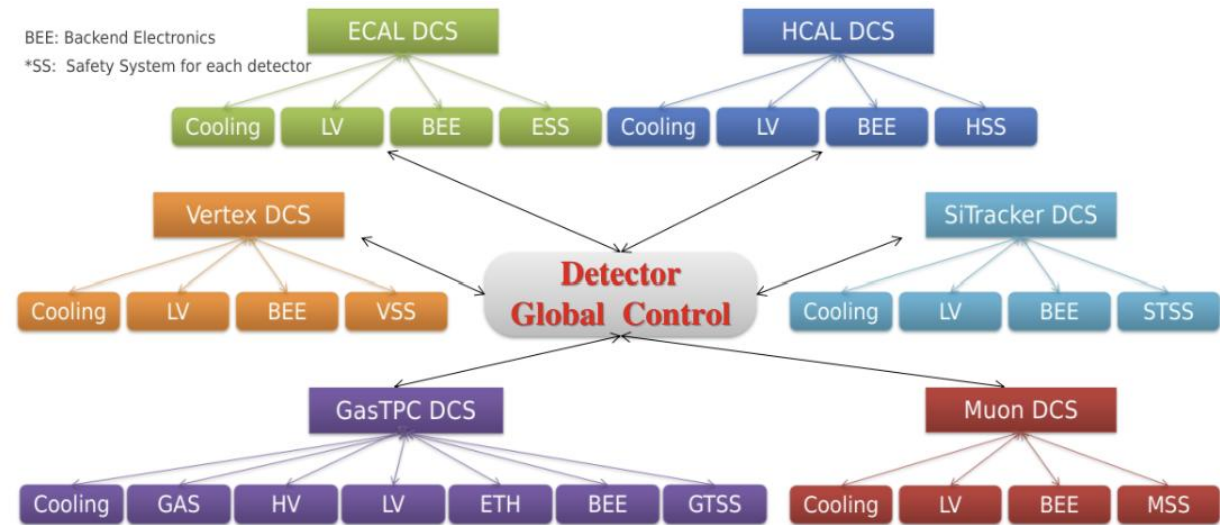 ECAL DCS
HCAL DCS
BEE: Backend Electronics
*SS: Safety System for each detector
Cooling LV BEE ESS
Cooling LV BEE HSS
Vertex DCS
SiTracker DCS
Detector
Global Control
Cooling LV BEE VSS
Cooling LV BEE STSS
GasTPC DCS
Muon DCS
Cooling GAS HV LV ETH BEE GTSS
Cooling LV BEE MSS